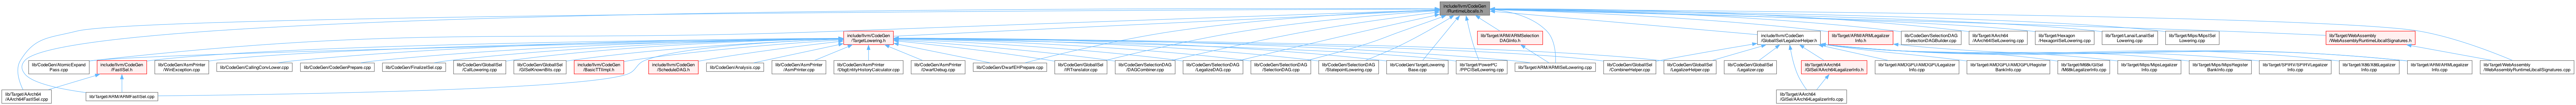 include/llvm/CodeGen
/RuntimeLibcalls.h
include/llvm/CodeGen
/TargetLowering.h
lib/Target/ARM/ARMSelection
DAGInfo.h
include/llvm/CodeGen
/GlobalISel/LegalizerHelper.h
lib/Target/ARM/ARMLegalizer
Info.h
lib/CodeGen/SelectionDAG
/SelectionDAGBuilder.cpp
lib/Target/AArch64
/AArch64ISelLowering.cpp
lib/Target/Hexagon
/HexagonISelLowering.cpp
lib/Target/Lanai/LanaiISel
Lowering.cpp
lib/Target/Mips/MipsISel
Lowering.cpp
lib/Target/WebAssembly
/WebAssemblyRuntimeLibcallSignatures.h
lib/CodeGen/AtomicExpand
Pass.cpp
include/llvm/CodeGen
/FastISel.h
lib/CodeGen/AsmPrinter
/WinException.cpp
lib/CodeGen/CallingConvLower.cpp
lib/CodeGen/CodeGenPrepare.cpp
lib/CodeGen/FinalizeISel.cpp
lib/CodeGen/GlobalISel
/CallLowering.cpp
lib/CodeGen/GlobalISel
/GISelKnownBits.cpp
include/llvm/CodeGen
/BasicTTIImpl.h
include/llvm/CodeGen
/ScheduleDAG.h
lib/CodeGen/Analysis.cpp
lib/CodeGen/AsmPrinter
/AsmPrinter.cpp
lib/CodeGen/AsmPrinter
/DbgEntityHistoryCalculator.cpp
lib/CodeGen/AsmPrinter
/DwarfDebug.cpp
lib/CodeGen/DwarfEHPrepare.cpp
lib/CodeGen/GlobalISel
/IRTranslator.cpp
lib/CodeGen/SelectionDAG
/DAGCombiner.cpp
lib/CodeGen/SelectionDAG
/LegalizeDAG.cpp
lib/CodeGen/SelectionDAG
/SelectionDAG.cpp
lib/CodeGen/SelectionDAG
/StatepointLowering.cpp
lib/CodeGen/TargetLowering
Base.cpp
lib/Target/PowerPC
/PPCISelLowering.cpp
lib/Target/ARM/ARMISelLowering.cpp
lib/CodeGen/GlobalISel
/CombinerHelper.cpp
lib/CodeGen/GlobalISel
/LegalizerHelper.cpp
lib/CodeGen/GlobalISel
/Legalizer.cpp
lib/Target/AArch64
/GISel/AArch64LegalizerInfo.h
lib/Target/AMDGPU/AMDGPULegalizer
Info.cpp
lib/Target/AMDGPU/AMDGPURegister
BankInfo.cpp
lib/Target/M68k/GISel
/M68kLegalizerInfo.cpp
lib/Target/Mips/MipsLegalizer
Info.cpp
lib/Target/Mips/MipsRegister
BankInfo.cpp
lib/Target/SPIRV/SPIRVLegalizer
Info.cpp
lib/Target/X86/X86Legalizer
Info.cpp
lib/Target/ARM/ARMLegalizer
Info.cpp
lib/Target/WebAssembly
/WebAssemblyRuntimeLibcallSignatures.cpp
lib/Target/AArch64
/AArch64FastISel.cpp
lib/Target/ARM/ARMFastISel.cpp
lib/Target/AArch64
/GISel/AArch64LegalizerInfo.cpp